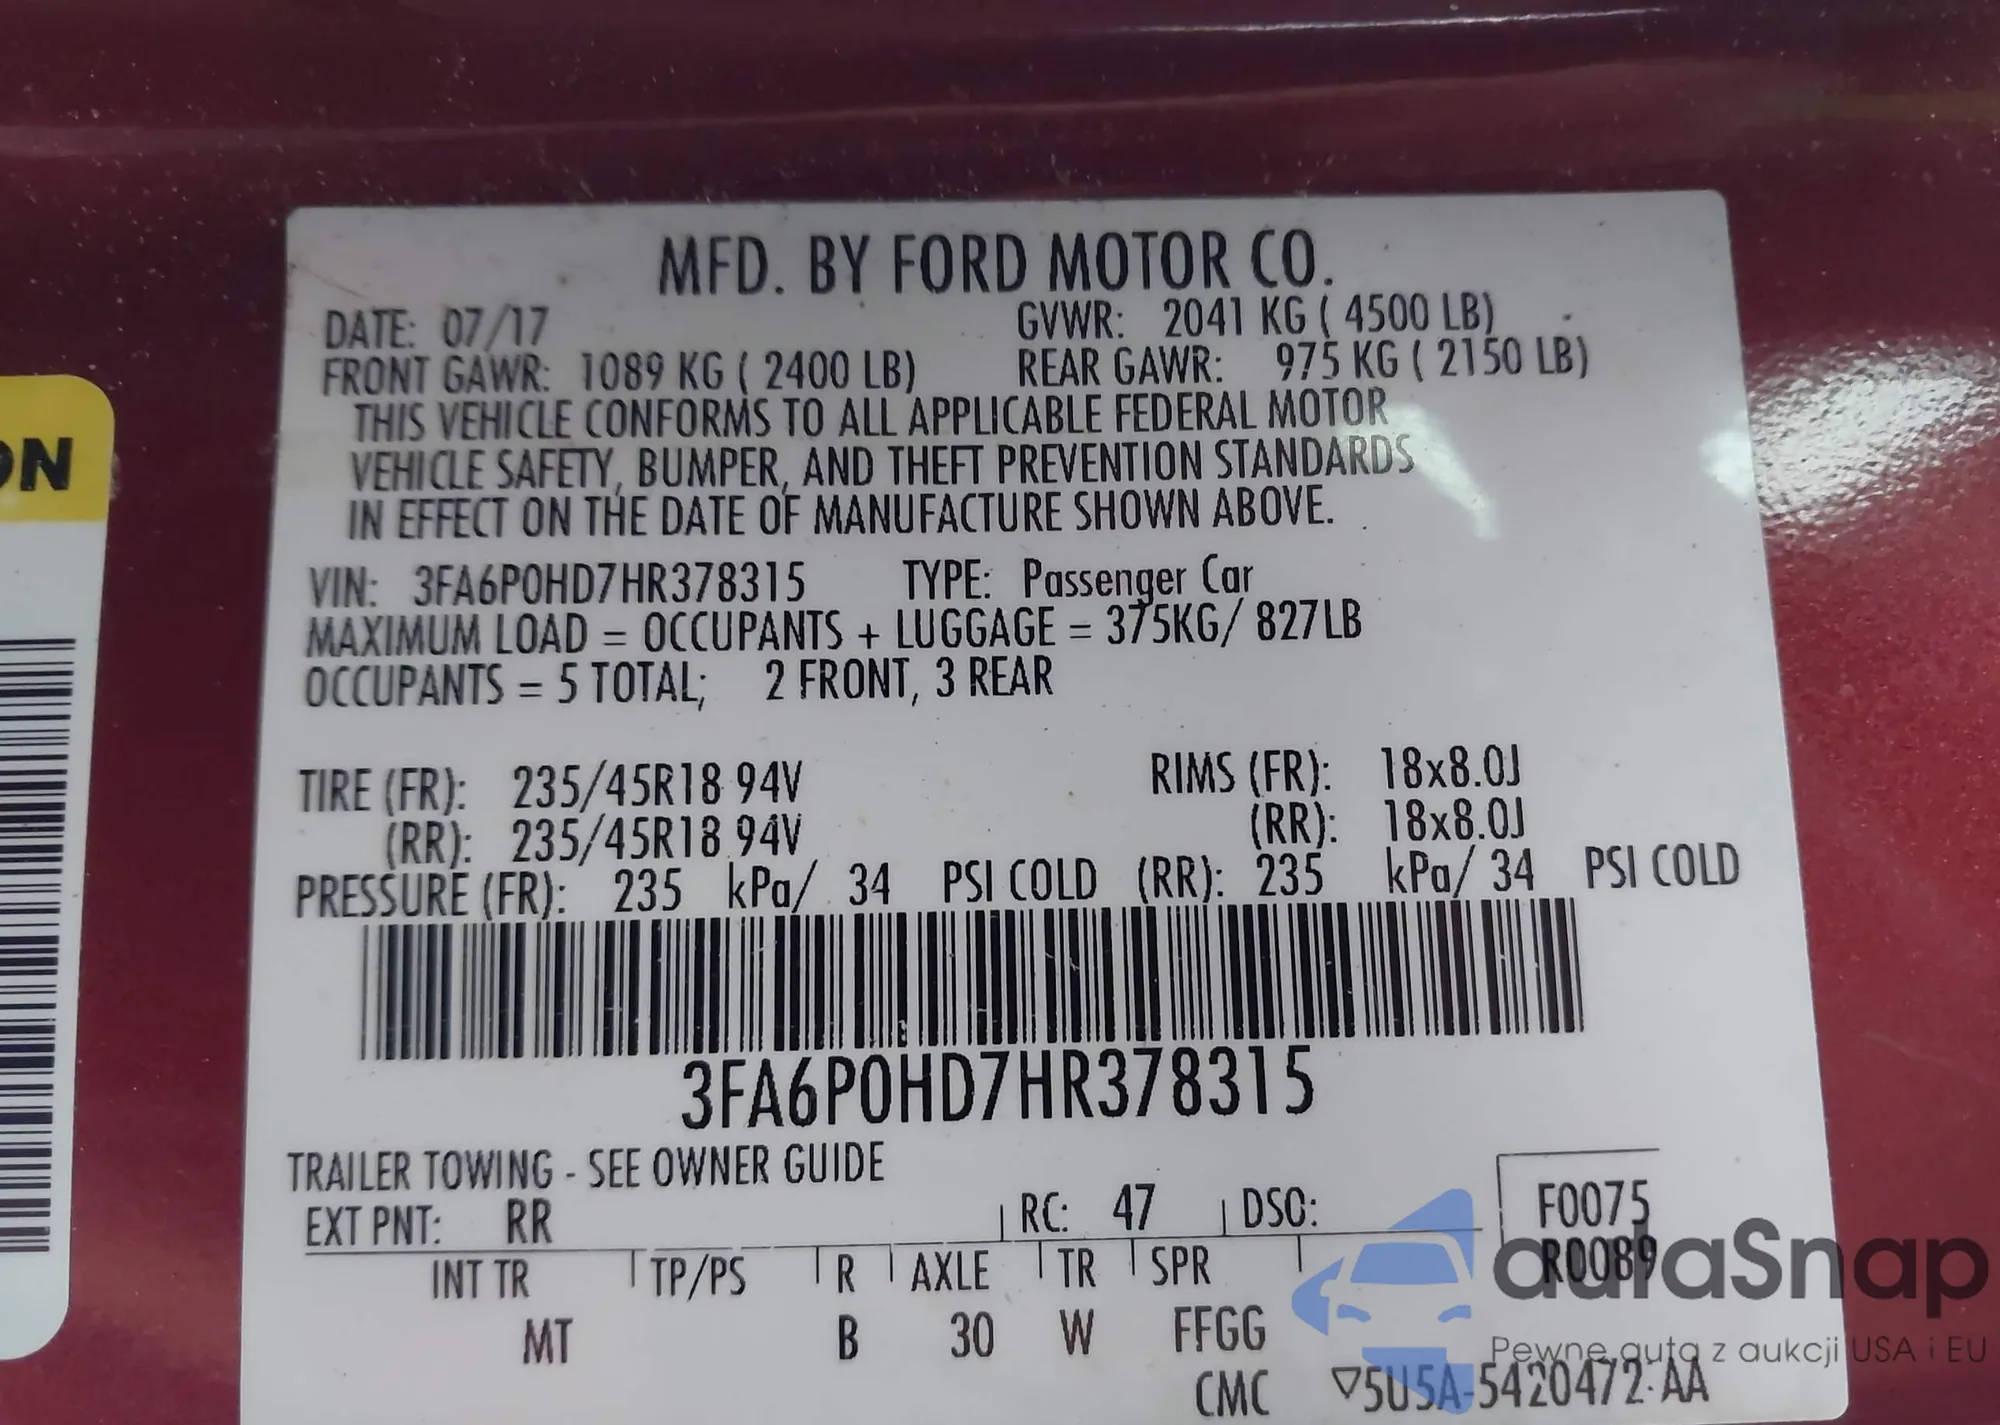 MFD. BY FORD MOTOR CO.
DATE: 07/17 GVWR: 2041 KG ( 4500 LB)
FRONT GAWR: 1089 KG ( 2400 LB) REAR GAWR: 975 KG ( 2150 LB)
THIS VEHICLE CONFORMS TO ALL APPLICABLE FEDERAL MOTOR
VEHICLE SAFETY, BUMPER, AND THEFT PREVENTION STANDARDS
IN EFFECT ON THE DATE OF MANUFACTURE SHOWN ABOVE.
ON
VIN: 3FA6P0HD7HR378315 TYPE: Passenger Car
MAXIMUM LOAD = OCCUPANTS + LUGGAGE = 375KG/ 827LB
OCCUPANTS = 5 TOTAL; 2 FRONT, 3 REAR
TIRE (FR): 235/45R18 94V RIMS (FR): 18x8.0J
(RR): 235/45R18 94V (RR): 18x8.0J
PRESSURE (FR): 235 kPa/ 34 PSI COLD (RR): 235 kPa/ 34 PSI COLD
3FA6P0HD7HR378315
TRAILER TOWING - SEE OWNER GUIDE
EXT PNT: RR RC: 47 DSO:
F0075
R0089
INT TR TP/PS R AXLE TR SPR
MT B 30 W FFGG
CMC ▽5U5A-5420472-AA
autaSnap
Pewne auta z aukcji USA i EU